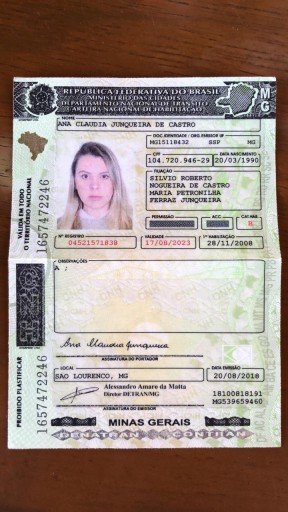 REPÚBLICA FEDERATIVA DO BRASIL
MINISTÉRIO DAS CIDADES
DEPARTAMENTO NACIONAL DE TRÂNSITO
CARTEIRA NACIONAL DE HABILITAÇÃO
MG
NOME
ANA CLAUDIA JUNQUEIRA DE CASTRO
DOC. IDENTIDADE / ÓRG. EMISSOR UF
MG15118432 SSP MG
CPF DATA NASCIMENTO
104.720.946-29 20/03/1990
FILIAÇÃO
SILVIO ROBERTO
NOGUEIRA DE CASTRO
MARIA PETRONILHA
FERRAZ JUNQUEIRA
PERMISSÃO ACC CAT.HAB.
B
Nº REGISTRO VALIDADE 1ª HABILITAÇÃO
04521571838 17/08/2023 28/11/2008
VÁLIDA EM TODO
O TERRITÓRIO NACIONAL
1657472246
OBSERVAÇÕES
A ;
Ana Claudia Junqueira
ASSINATURA DO PORTADOR
LOCAL DATA EMISSÃO
SAO LOURENCO, MG 20/08/2018
Alessandro Amaro da Matta
Diretor DETRAN/MG
ASSINATURA DO EMISSOR
18100818191
MG539659460
PROIBIDO PLASTIFICAR
1657472246
MINAS GERAIS
DENATRAN CONTRAN